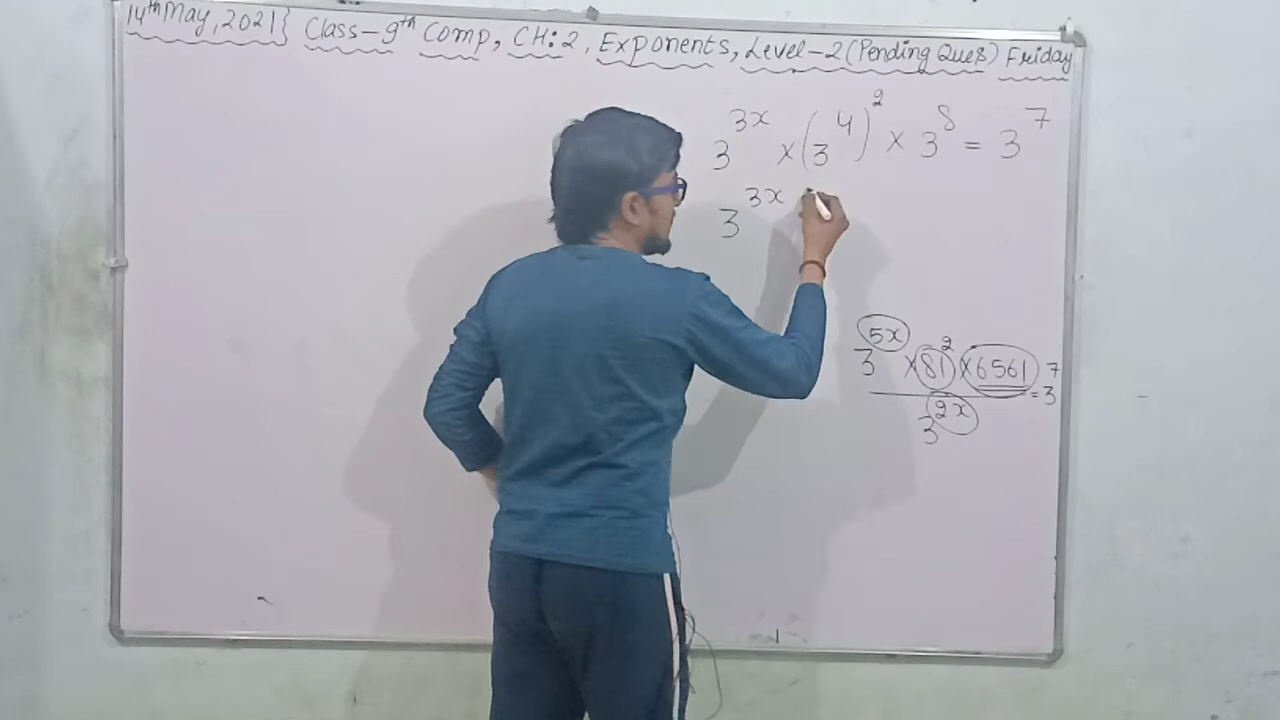 14th May, 2021} Class-9th Comp, CH:2, Exponents, Level-2 (Pending Ques) Friday
3^{3x} × (3^4)^2 × 3^8 = 3^7
3^{3x}
3^{5x} × 81^2 × 6561 = 3^7
3^{2x}